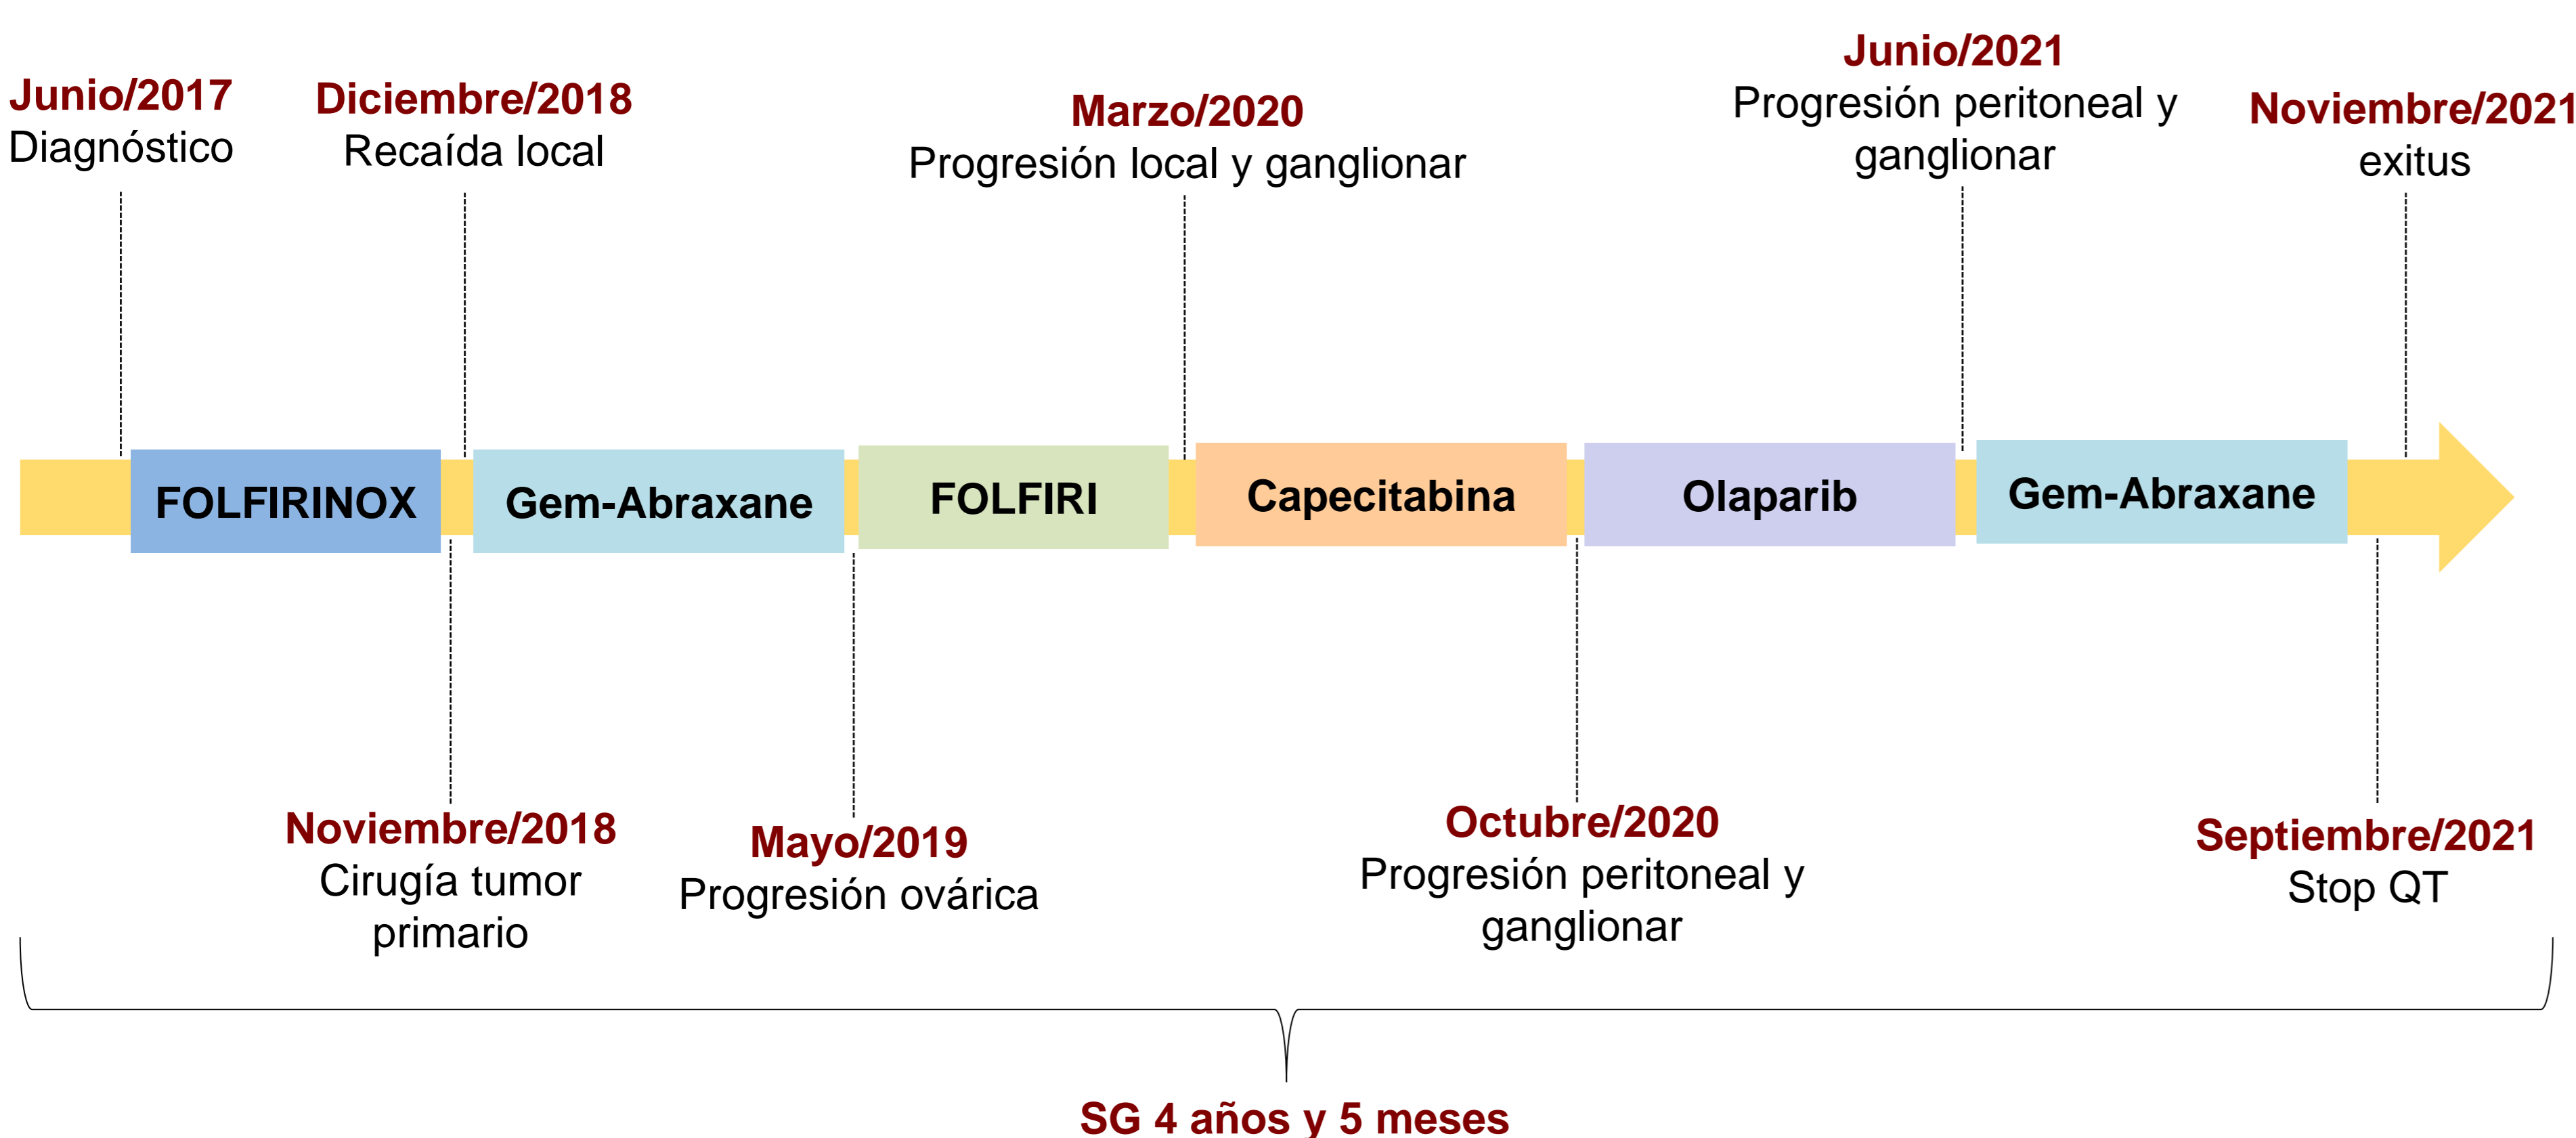 Junio/2017
Diagnóstico
Diciembre/2018
Recaída local
Marzo/2020
Progresión local y ganglionar
Junio/2021
Progresión peritoneal y
ganglionar
Noviembre/2021
exitus
FOLFIRINOX
Gem-Abraxane
FOLFIRI
Capecitabina
Olaparib
Gem-Abraxane
Noviembre/2018
Cirugía tumor
primario
Mayo/2019
Progresión ovárica
Octubre/2020
Progresión peritoneal y
ganglionar
Septiembre/2021
Stop QT
SG 4 años y 5 meses